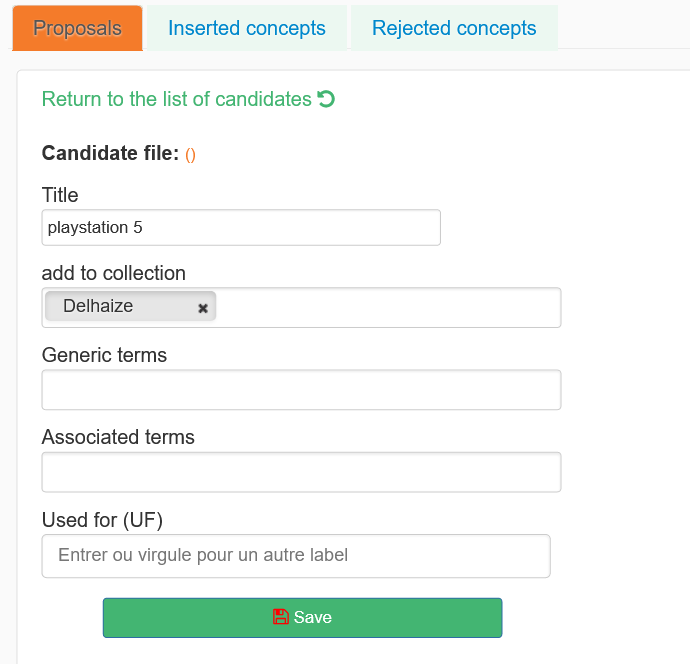 Proposals Inserted concepts Rejected concepts
Return to the list of candidates
Candidate file: ()
Title
playstation 5
add to collection
Delhaize
Generic terms
Associated terms
Used for (UF)
Entrer ou virgule pour un autre label
Save